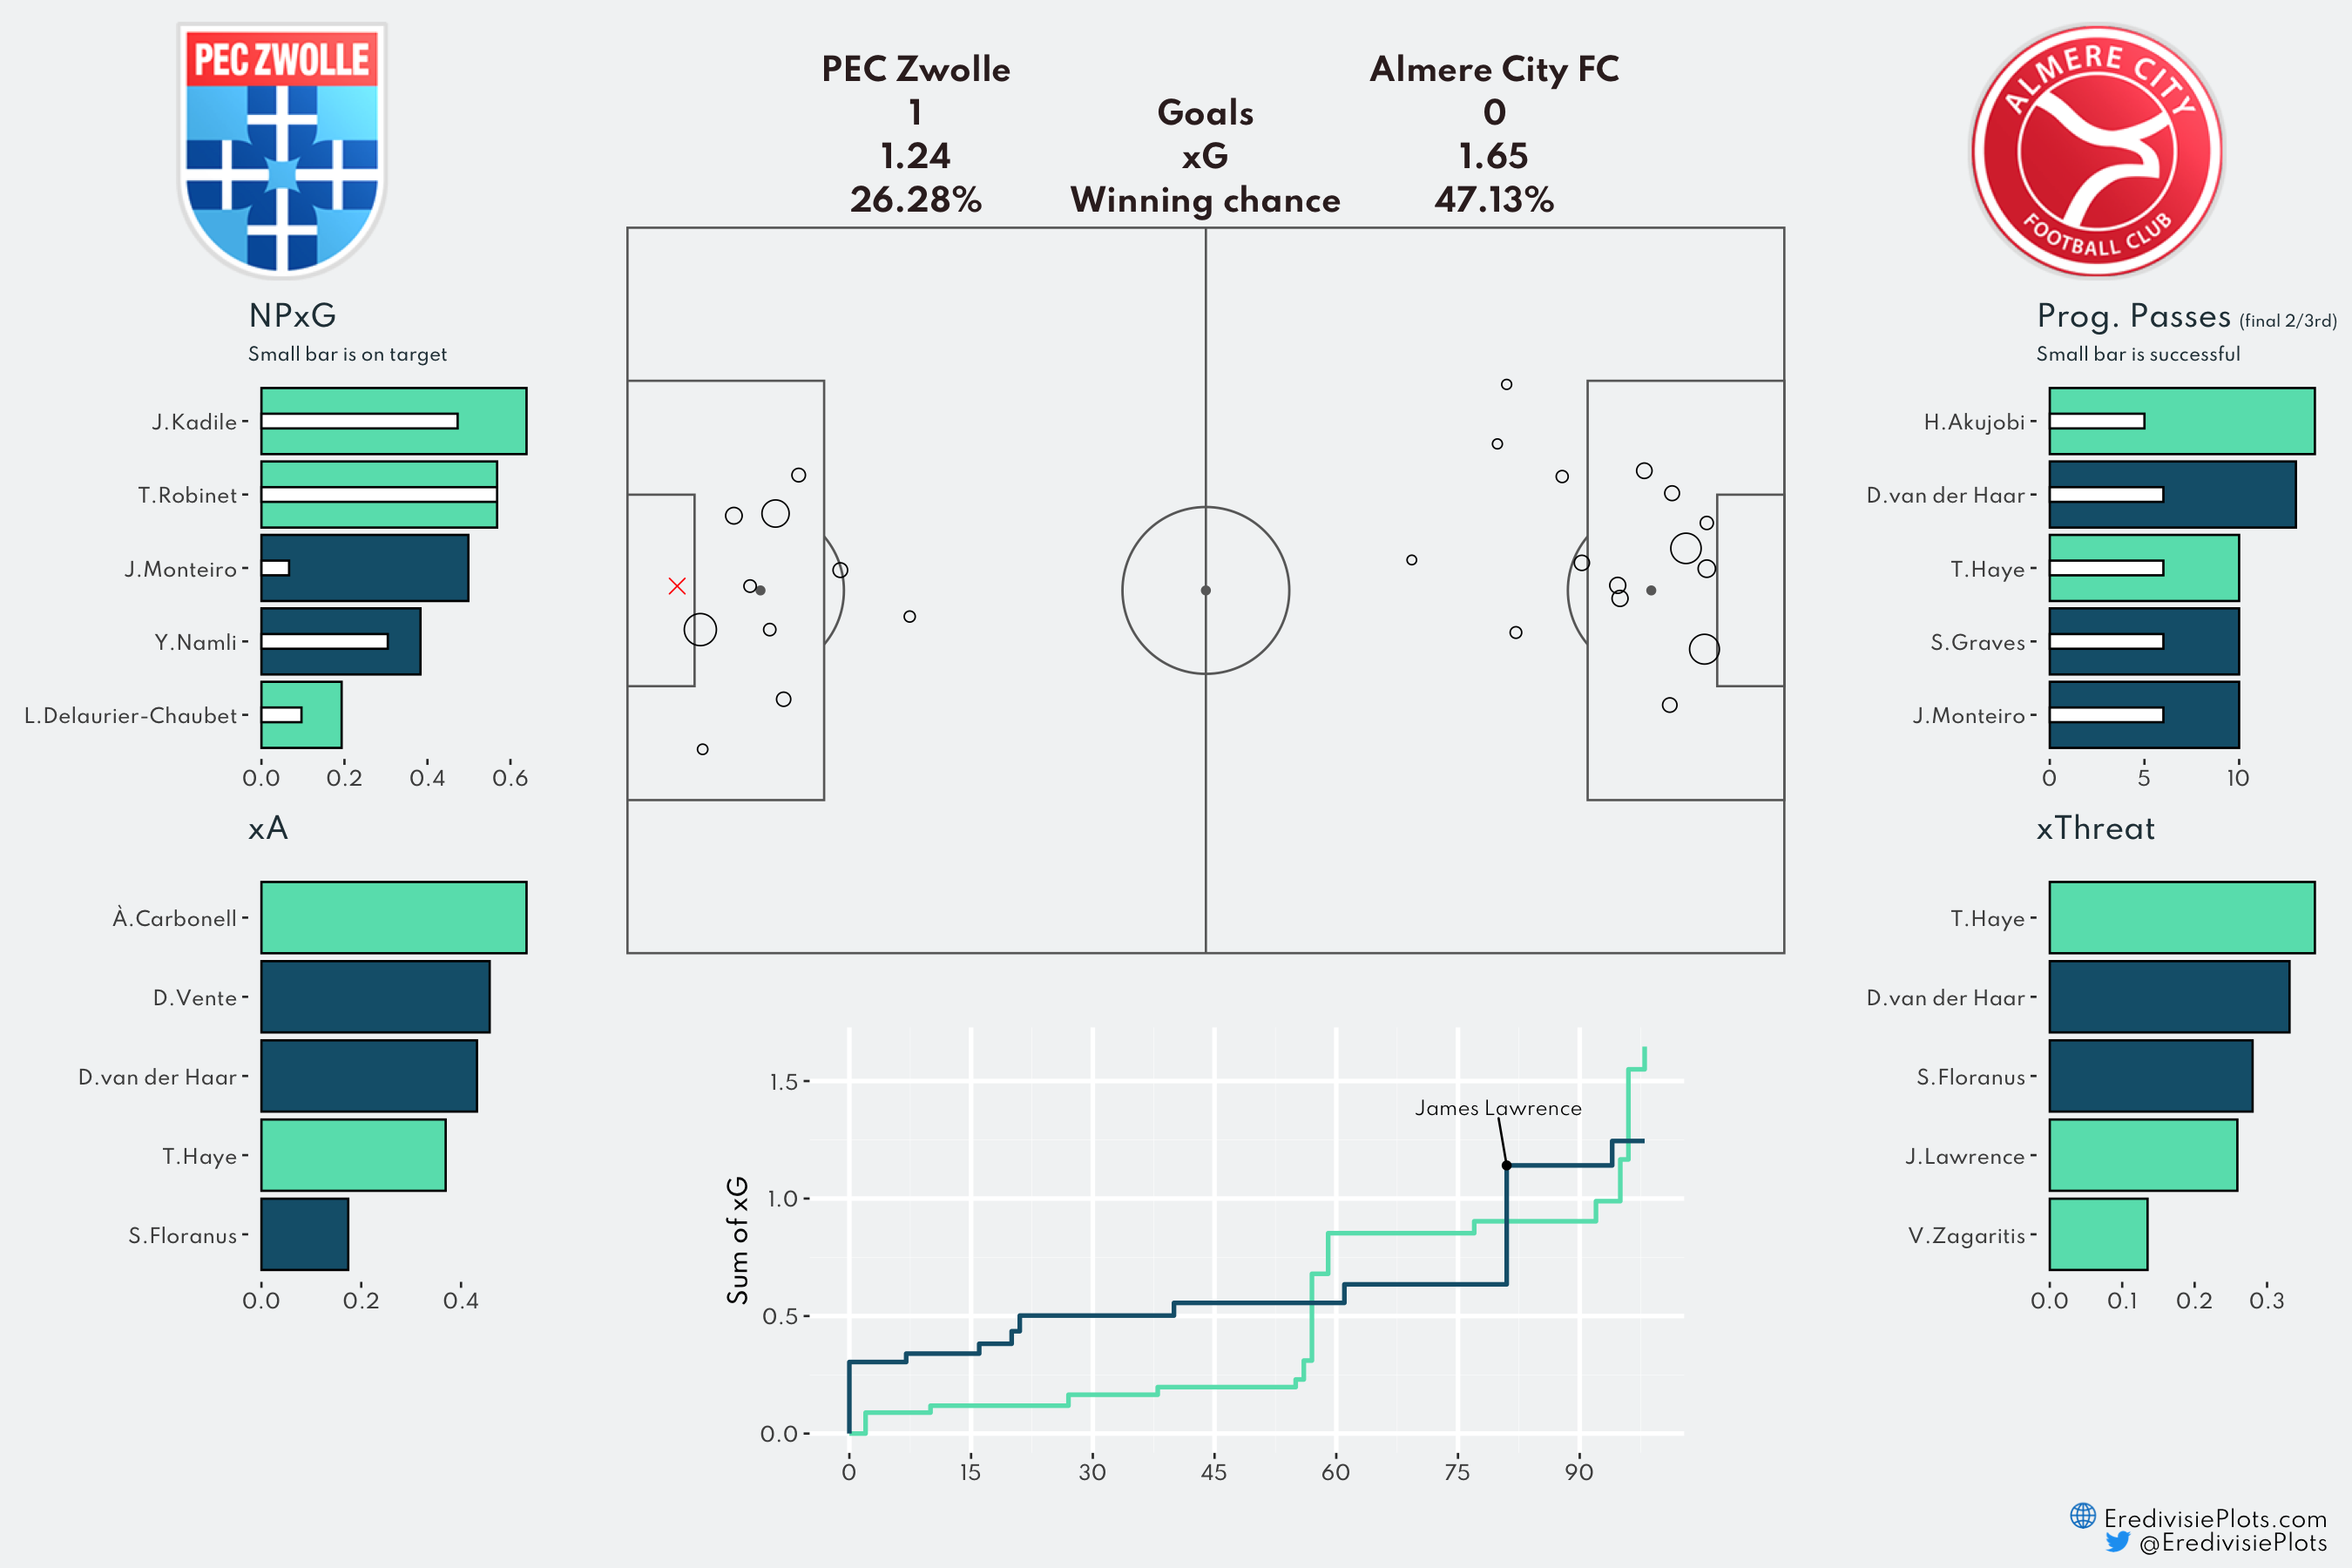 PEC ZWOLLE
PEC Zwolle
Almere City FC
1
Goals
0
1.24
xG
1.65
26.28%
Winning chance
47.13%
ALMERE CITY
FOOTBALL CLUB
NPxG
Small bar is on target
J.Kadile
T.Robinet
J.Monteiro
Y.Namli
L.Delaurier-Chaubet
0.0 0.2 0.4 0.6
xA
À.Carbonell
D.Vente
D.van der Haar
T.Haye
S.Floranus
0.0 0.2 0.4
Sum of xG
1.5
1.0
0.5
0.0
James Lawrence
0 15 30 45 60 75 90
Prog. Passes (final 2/3rd)
Small bar is successful
H.Akujobi
D.van der Haar
T.Haye
S.Graves
J.Monteiro
0 5 10
xThreat
T.Haye
D.van der Haar
S.Floranus
J.Lawrence
V.Zagaritis
0.0 0.1 0.2 0.3
EredivisiePlots.com
@EredivisiePlots